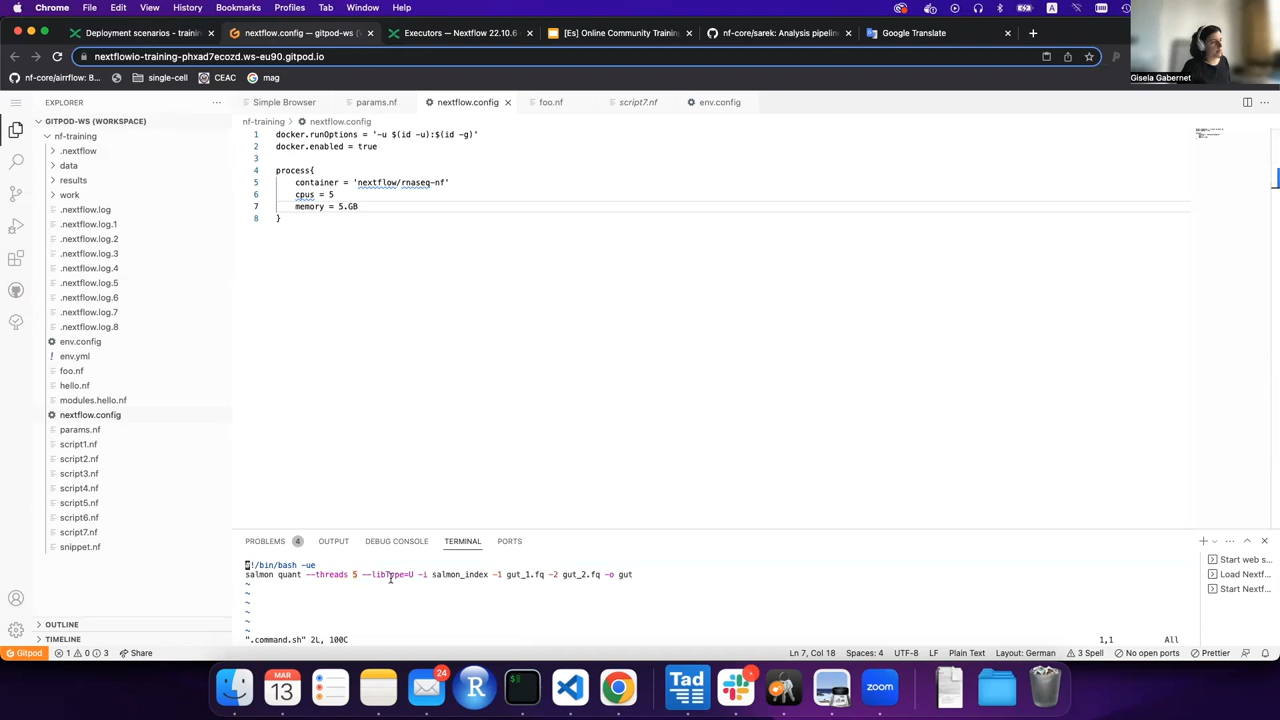 Chrome File Edit View History Bookmarks Profiles Tab Window Help
Deployment scenarios - trainin
nextflow.config - gitpod-ws (
Executors — Nextflow 22.10.6
[Es] Online Community Training
nf-core/sarek: Analysis pipelin
Google Translate
nextflowio-training-phxad7ecozd.ws-eu90.gitpod.io
nf-core/airrflow: B...
single-cell
CEAC
mag
Gisela Gabernet
EXPLORER
Simple Browser
params.nf
nextflow.config
foo.nf
script7.nf
env.config
GITPOD-WS (WORKSPACE)
nf-training
.nextflow
data
results
work
.nextflow.log
.nextflow.log.1
.nextflow.log.2
.nextflow.log.3
.nextflow.log.4
.nextflow.log.5
.nextflow.log.6
.nextflow.log.7
.nextflow.log.8
env.config
env.yml
foo.nf
hello.nf
modules.hello.nf
nextflow.config
params.nf
script1.nf
script2.nf
script3.nf
script4.nf
script5.nf
script6.nf
script7.nf
snippet.nf
OUTLINE
TIMELINE
nf-training > nextflow.config
1 docker.runOptions = '-u $(id -u):$(id -g)'
2 docker.enabled = true
3
4 process{
5 container = 'nextflow/rnaseq-nf'
6 cpus = 5
7 memory = 5.GB
8 }
PROBLEMS 4 OUTPUT DEBUG CONSOLE TERMINAL PORTS
#!/bin/bash -ue
salmon quant --threads 5 --libType=U -i salmon_index -1 gut_1.fq -2 gut_2.fq -o gut
~
~
~
~
~
".command.sh" 2L, 100C
1,1
All
Start web s...
Load Nextf...
Start Nextf...
Gitpod
1 0 3
Share
Ln 7, Col 18
Spaces: 4
UTF-8
LF
Plain Text
Layout: German
3 Spell
No open ports
Prettier
MAR
13
24
R
Tad
zoom